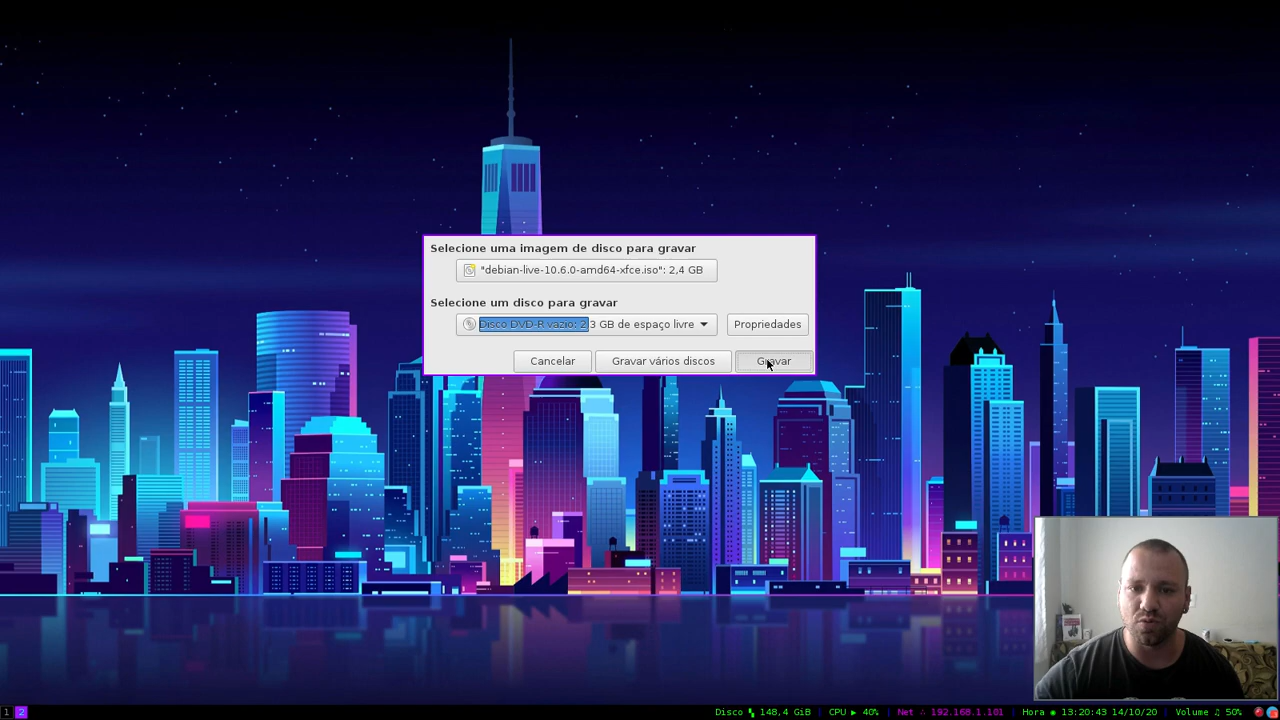 Selecione uma imagem de disco para gravar
"debian-live-10.6.0-amd64-xfce.iso": 2,4 GB
Selecione um disco para gravar
Disco DVD-R vazio: 2,3 GB de espaço livre
Propriedades
Cancelar
Gravar vários discos
Gravar
1 2
Disco 148,4 GiB | CPU ▶ 40% | Net 192.168.1.101 | Hora 13:20:43 14/10/20 | Volume ♫ 50%